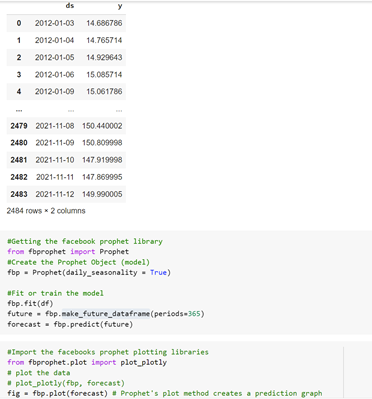 ds y
0 2012-01-03 14.686786
1 2012-01-04 14.765714
2 2012-01-05 14.929643
3 2012-01-06 15.085714
4 2012-01-09 15.061786
... ... ...
2479 2021-11-08 150.440002
2480 2021-11-09 150.809998
2481 2021-11-10 147.919998
2482 2021-11-11 147.869995
2483 2021-11-12 149.990005
2484 rows × 2 columns
#Getting the facebook prophet library
from fbprophet import Prophet
#Create the Prophet Object (model)
fbp = Prophet(daily_seasonality = True)
#Fit or train the model
fbp.fit(df)
future = fbp.make_future_dataframe(periods=365)
forecast = fbp.predict(future)
#Import the facebooks prophet plotting libraries
from fbprophet.plot import plot_plotly
# plot the data
# plot_plotly(fbp, forecast)
fig = fbp.plot(forecast) # Prophet's plot method creates a prediction graph